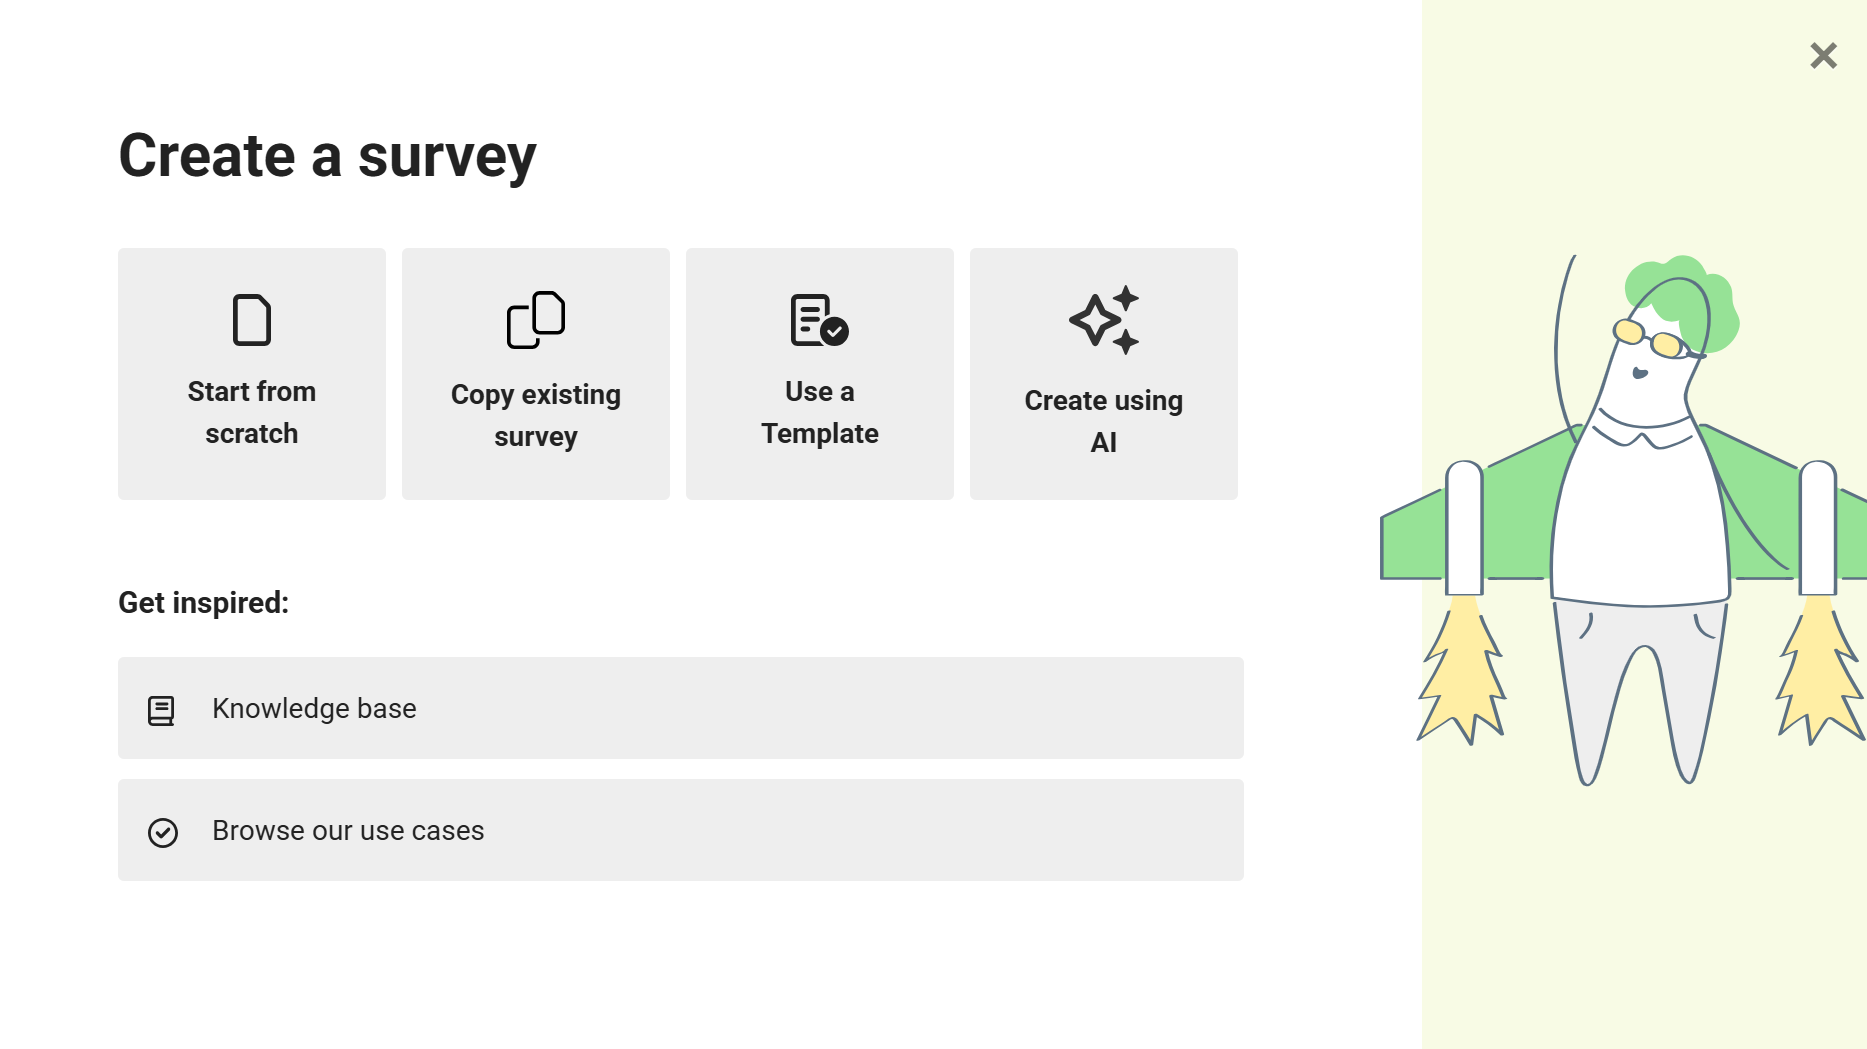 Create a survey
Start from
scratch
Copy existing
survey
Use a
Template
Create using
AI
Get inspired:
Knowledge base
Browse our use cases